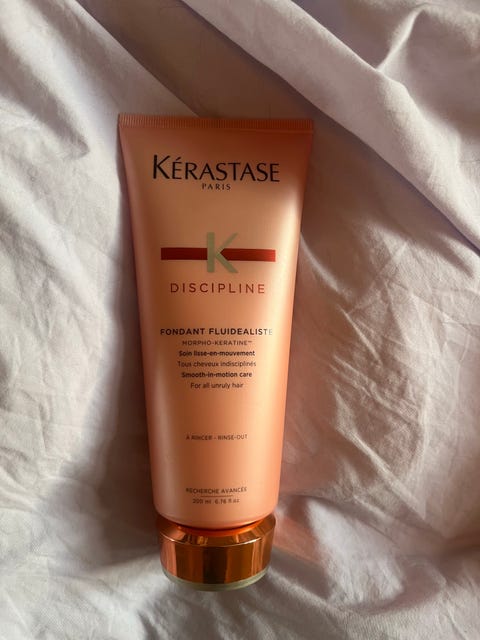 KÉRASTASE
PARIS
K
DISCIPLINE
FONDANT FLUIDEALISTE
MORPHO-KERATINE™
Soin lisse-en-mouvement
Tous cheveux indisciplinés
Smooth-in-motion care
For all unruly hair
À RINCER - RINSE-OUT
RECHERCHE AVANCÉE
200 ml 6.76 fl.oz